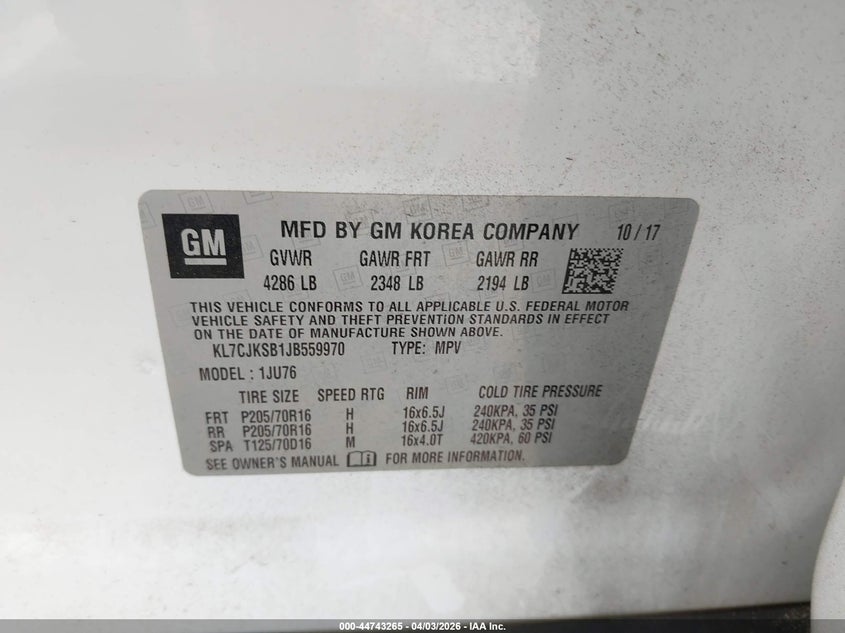 GM
MFD BY GM KOREA COMPANY 10 / 17
GVWR GAWR FRT GAWR RR
4286 LB 2348 LB 2194 LB
THIS VEHICLE CONFORMS TO ALL APPLICABLE U.S. FEDERAL MOTOR
VEHICLE SAFETY AND THEFT PREVENTION STANDARDS IN EFFECT
ON THE DATE OF MANUFACTURE SHOWN ABOVE.
KL7CJKSB1JB559970 TYPE: MPV
MODEL : 1JU76
TIRE SIZE SPEED RTG RIM COLD TIRE PRESSURE
FRT P205/70R16 H 16x6.5J 240KPA, 35 PSI
RR P205/70R16 H 16x6.5J 240KPA, 35 PSI
SPA T125/70D16 M 16x4.0T 420KPA, 60 PSI
SEE OWNER'S MANUAL FOR MORE INFORMATION.
000-44743265 - 04/03/2026 - IAA Inc.